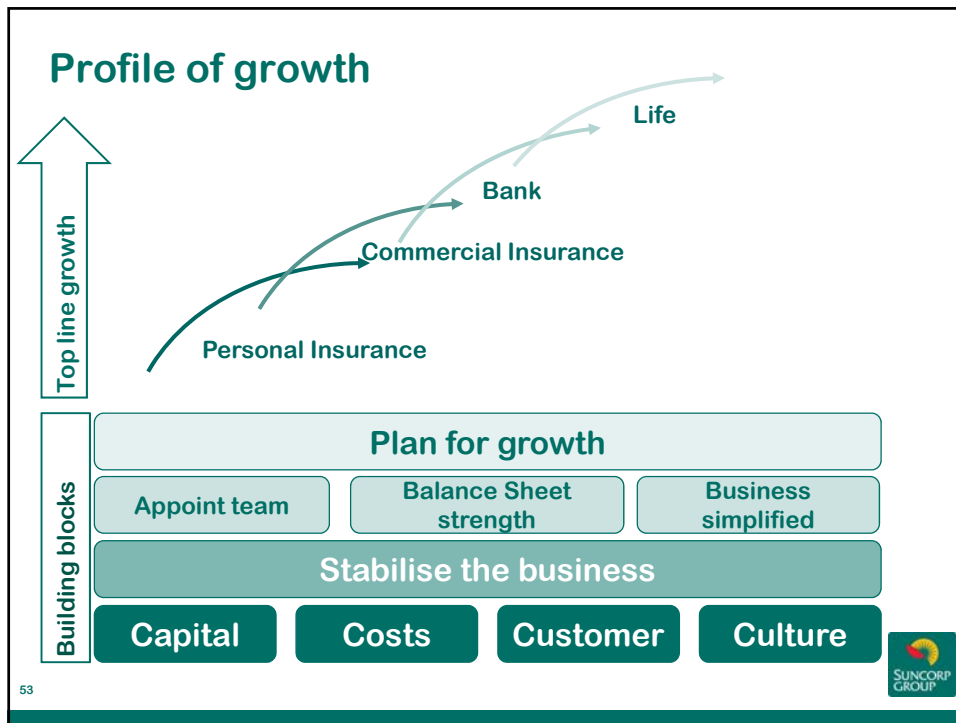 Profile of growth
Life
Bank
Commercial Insurance
Personal Insurance
Top line growth
Plan for growth
Appoint team
Balance Sheet
strength
Business
simplified
Stabilise the business
Building blocks
Capital
Costs
Customer
Culture
SUNCORP
GROUP
53